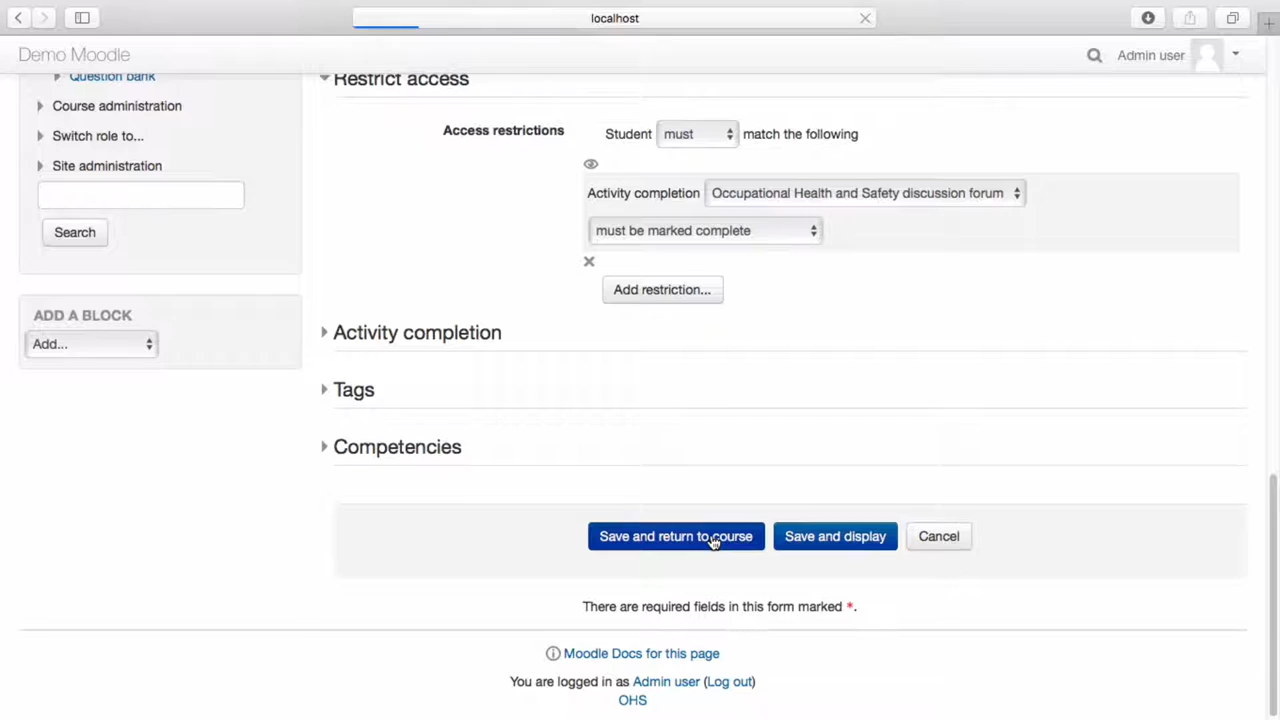 localhost
Demo Moodle
Admin user
Question bank
Course administration
Switch role to...
Site administration
Search
ADD A BLOCK
Add...
Restrict access
Access restrictions
Student must match the following
Activity completion Occupational Health and Safety discussion forum
must be marked complete
Add restriction...
Activity completion
Tags
Competencies
Save and return to course
Save and display
Cancel
There are required fields in this form marked *.
Moodle Docs for this page
You are logged in as Admin user (Log out)
OHS